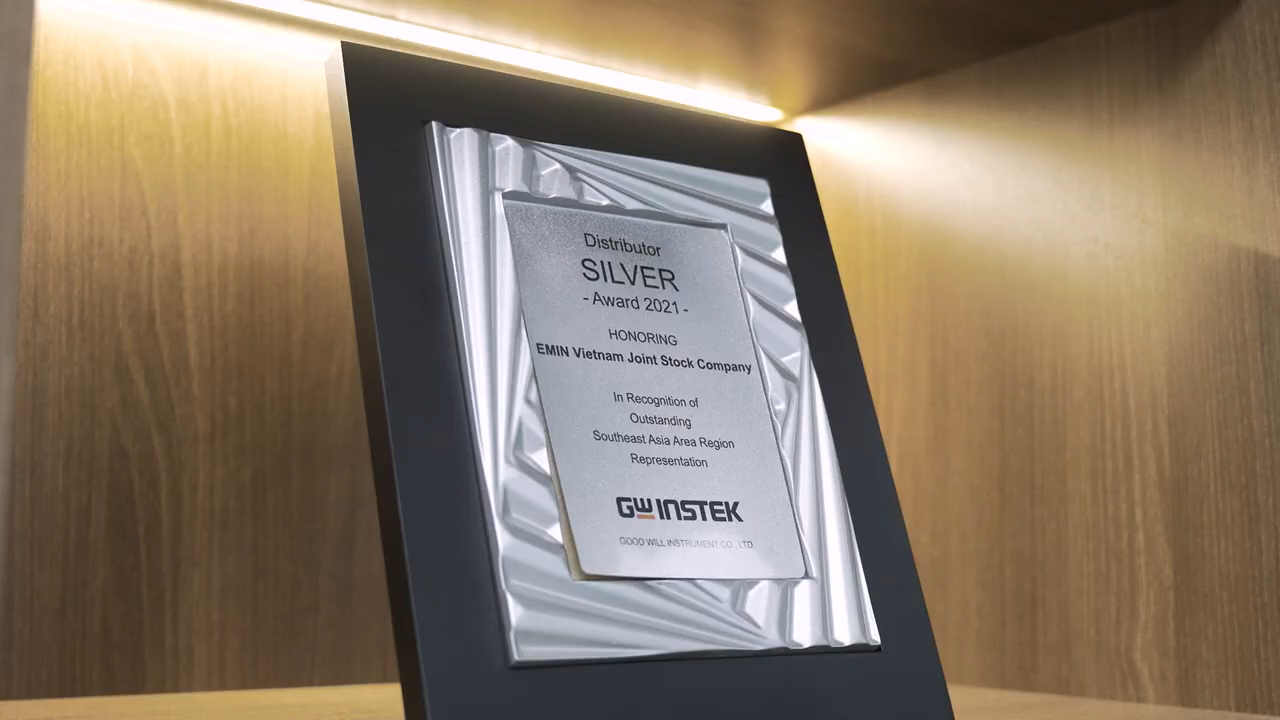 Distributor
SILVER
- Award 2021 -
HONORING
EMIN Vietnam Joint Stock Company
In Recognition of
Outstanding
Southeast Asia Area Region
Representation
GWINSTEK
GOOD WILL INSTRUMENT CO., LTD.